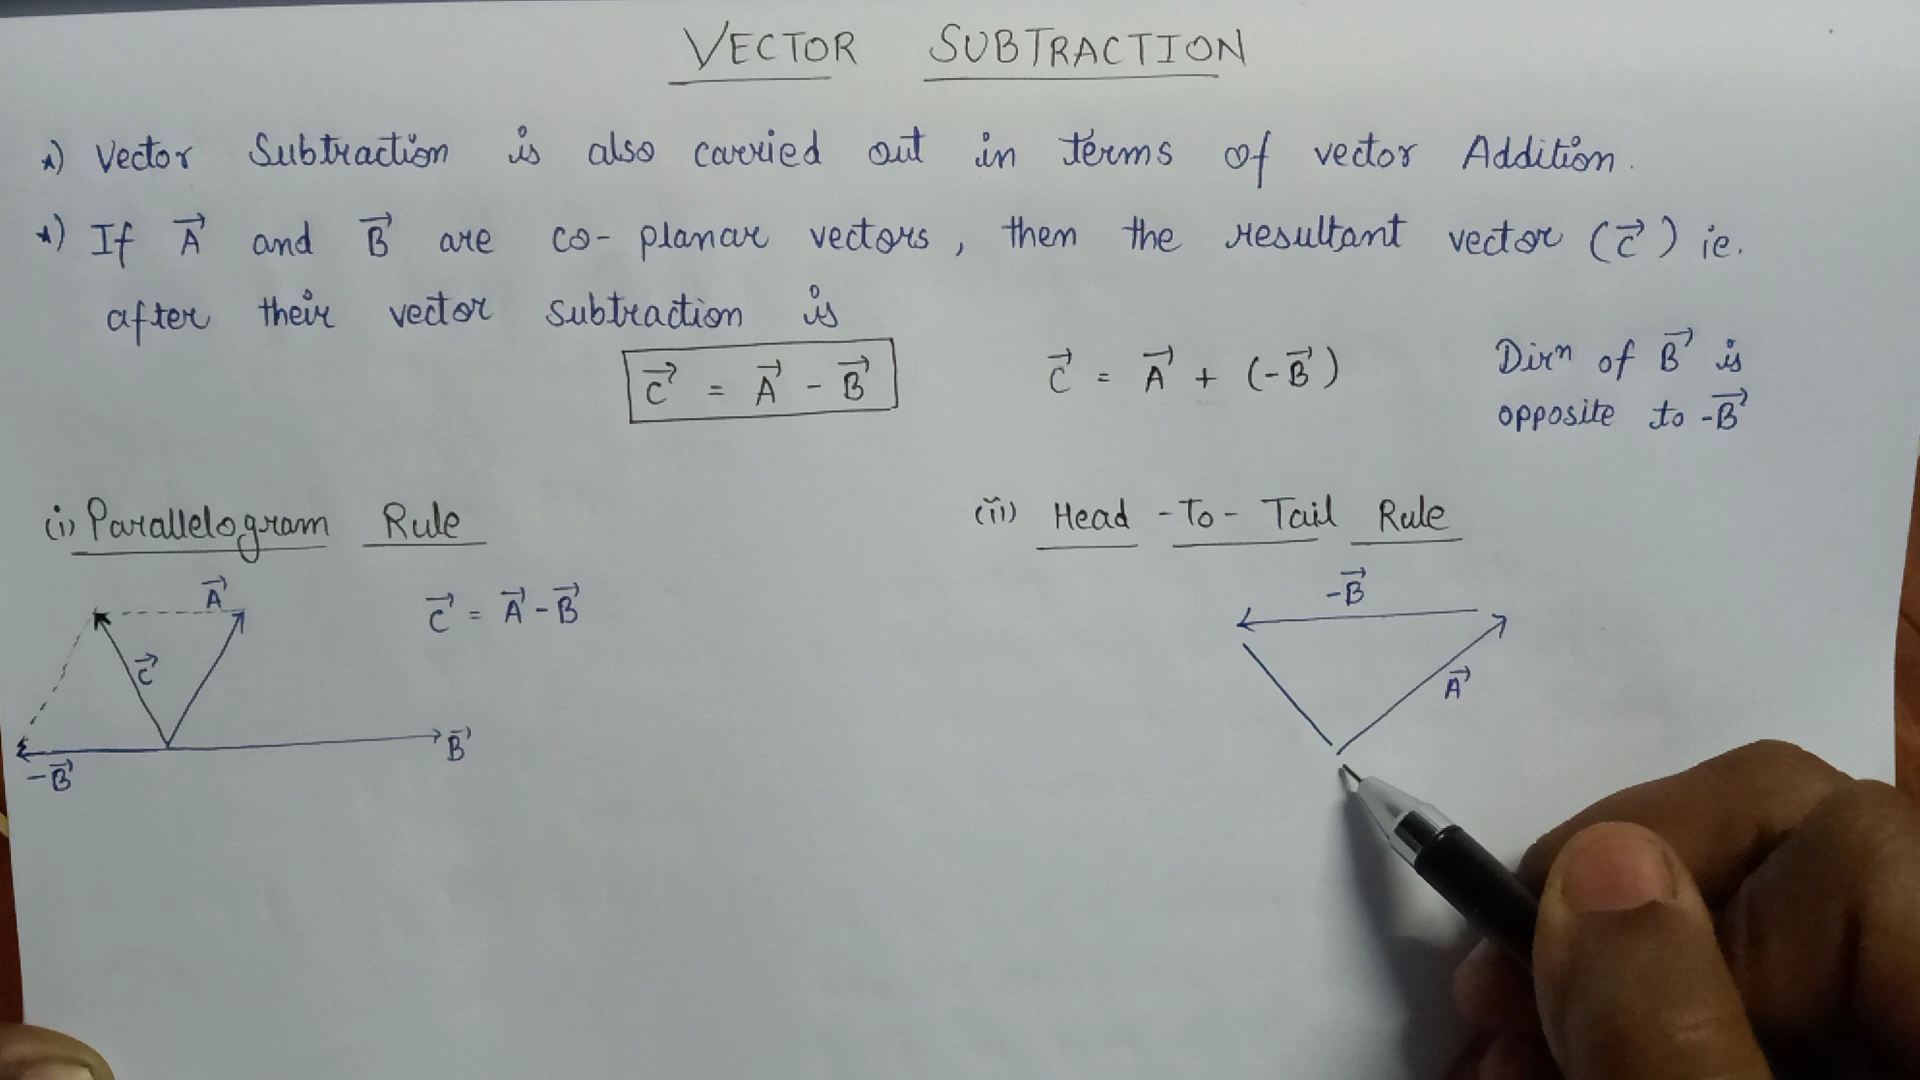 VECTOR SUBTRACTION
*) Vector Subtraction is also carried out in terms of vector Addition.
*) If A⃗ and B⃗ are co-planar vectors, then the resultant vector (C⃗) ie.
after their vector subtraction is
C⃗ = A⃗ - B⃗
C⃗ = A⃗ + (-B⃗)
Dirⁿ of B⃗ is
opposite to -B⃗
(i) Parallelogram Rule
A⃗
C⃗ = A⃗ - B⃗
C⃗
B⃗
-B⃗
(ii) Head-To-Tail Rule
-B⃗
A⃗